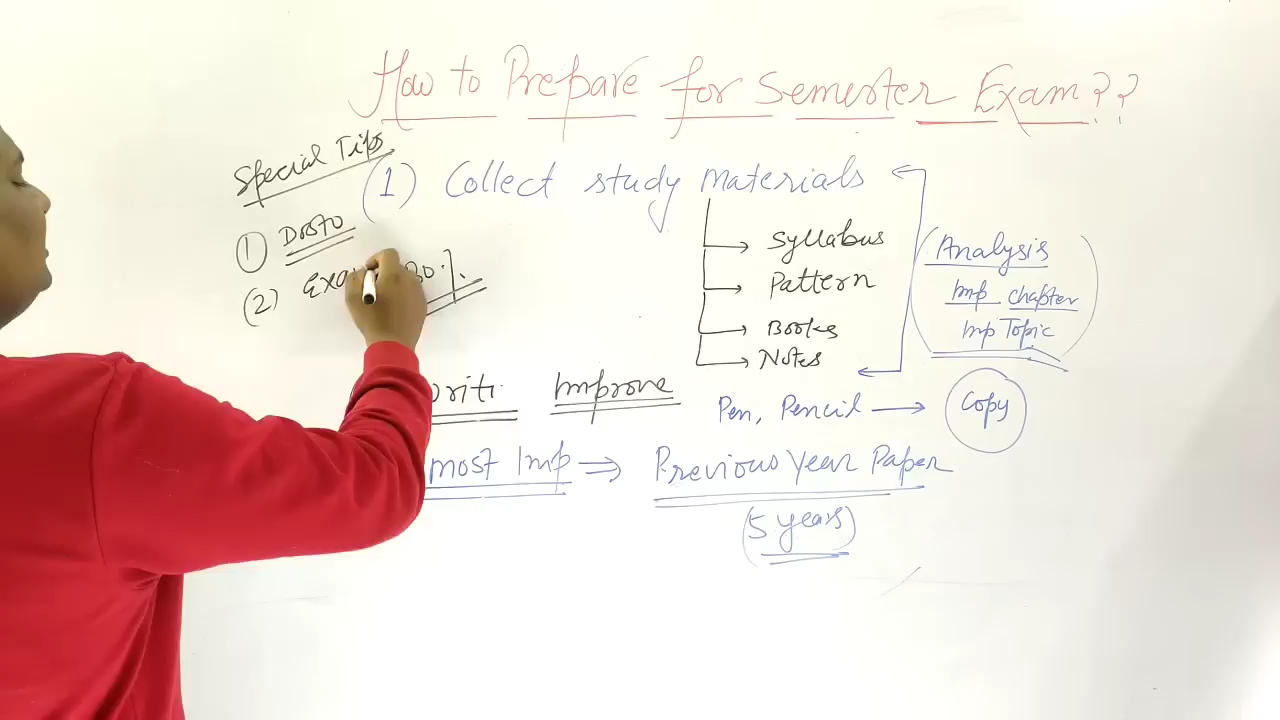 How to Prepare for Semester Exam??
Special Tips
(1) Collect study materials
Syllabus
Pattern
Books
Notes
Analysis
Imp chapter
Imp Topic
(1)
(2) Exa 80%.
Improve
Pen, Pencil → Copy
most Imp ⇒ Previous Year Paper
(5 years)